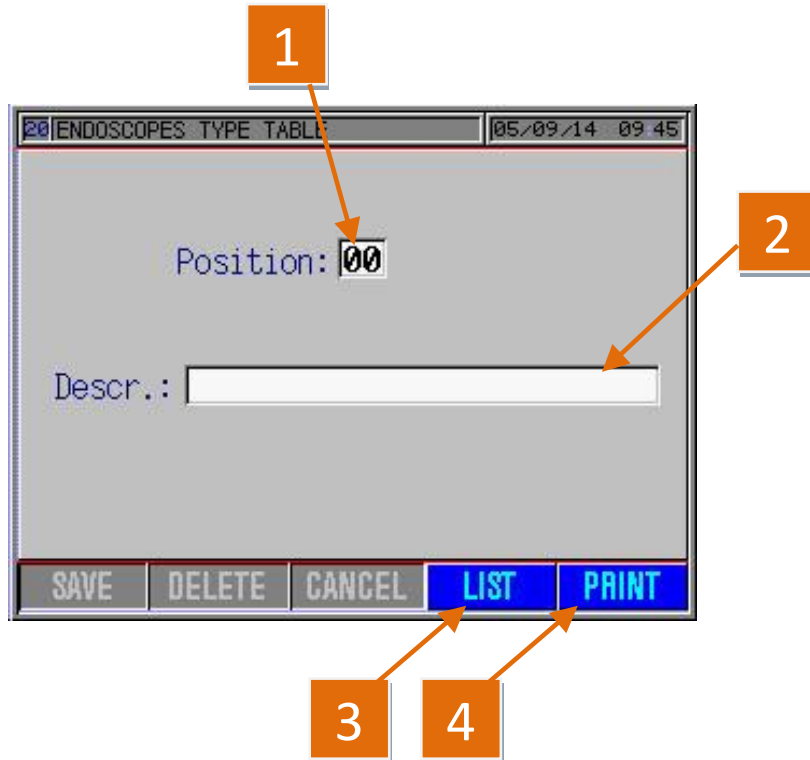 1
20 ENDOSCOPES TYPE TABLE 05/09/14 09:45
2
Position: 00
Descr.:
SAVE DELETE CANCEL LIST PRINT
3 4